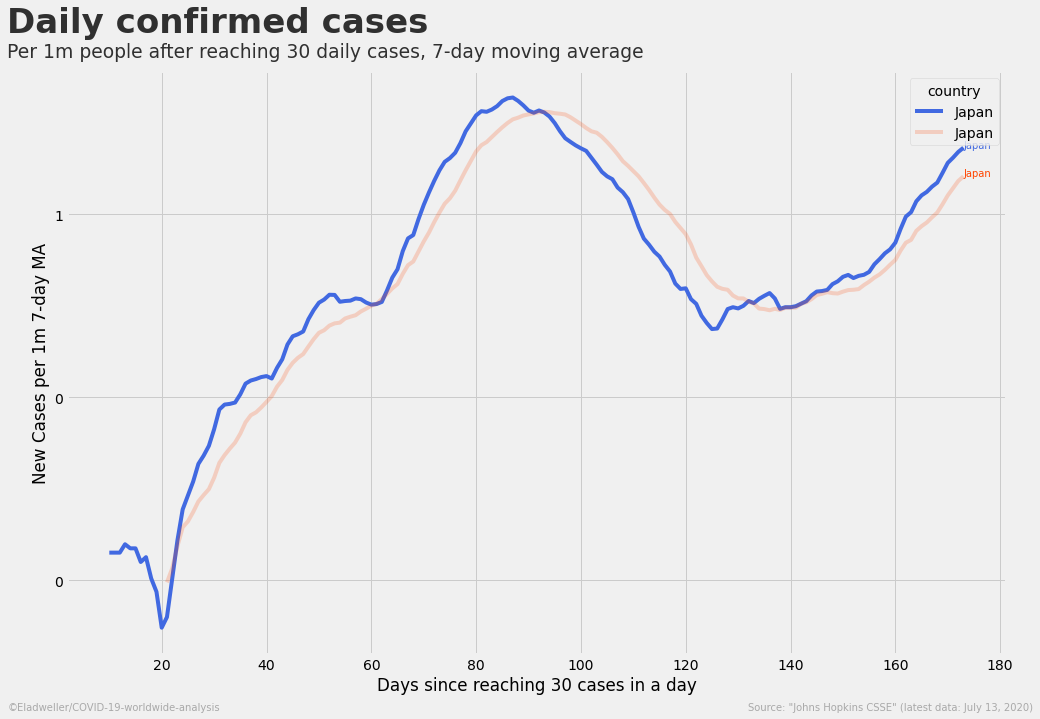 Daily confirmed cases
Per 1m people after reaching 30 daily cases, 7-day moving average
country
Japan
Japan
Japan
Japan
New Cases per 1m 7-day MA
1
0
0
20 40 60 80 100 120 140 160 180
Days since reaching 30 cases in a day
©Eladweller/COVID-19-worldwide-analysis
Source: "Johns Hopkins CSSE" (latest data: July 13, 2020)